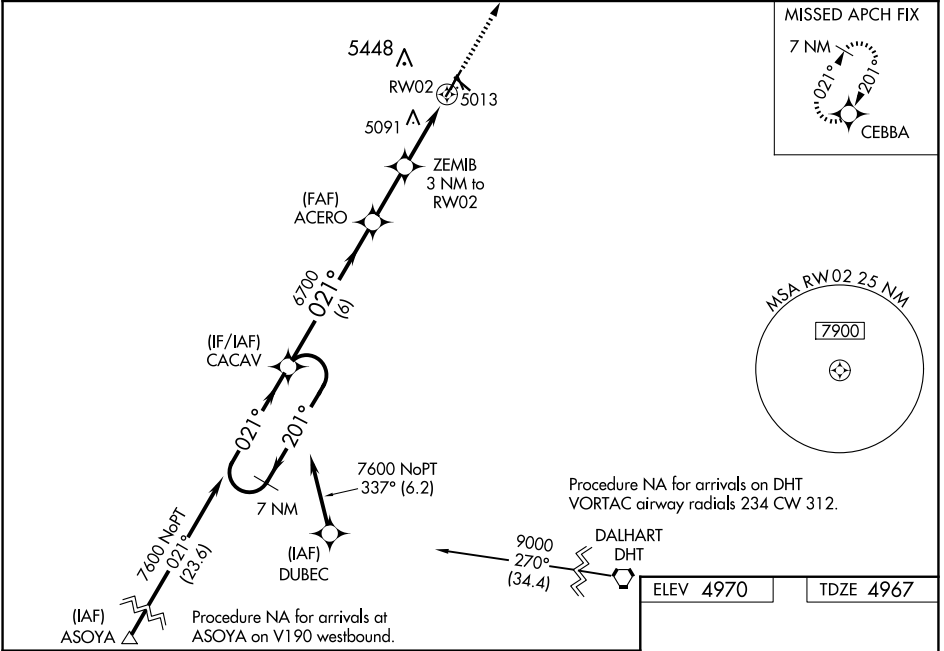 MISSED APCH FIX
7 NM
021°
201°
CEBBA
5448
RW02
5013
5091
ZEMIB
3 NM to
RW02
(FAF)
ACERO
6700
021°
(6)
(IF/IAF)
CACAV
021°
201°
7 NM
MSA RW02 25 NM
7900
7600 NoPT
337° (6.2)
(IAF)
DUBEC
7600 NoPT
021°
(23.6)
(IAF)
ASOYA
Procedure NA for arrivals at
ASOYA on V190 westbound.
Procedure NA for arrivals on DHT
VORTAC airway radials 234 CW 312.
9000
270°
(34.4)
DALHART
DHT
ELEV 4970
TDZE 4967